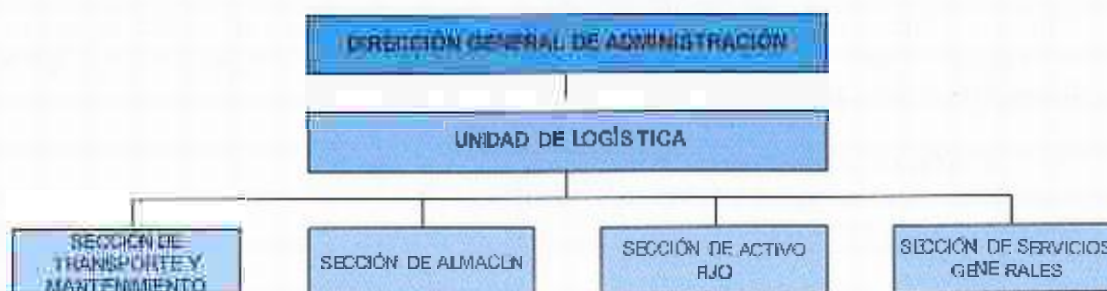 DIRECCIÓN GENERAL DE ADMINISTRACIÓN
UNIDAD DE LOGÍSTICA
SECCIÓN DE
TRANSPORTE Y
MANTENIMIENTO
SECCIÓN DE ALMACEN
SECCIÓN DE ACTIVO
FIJO
SECCIÓN DE SERVICIOS
GENERALES